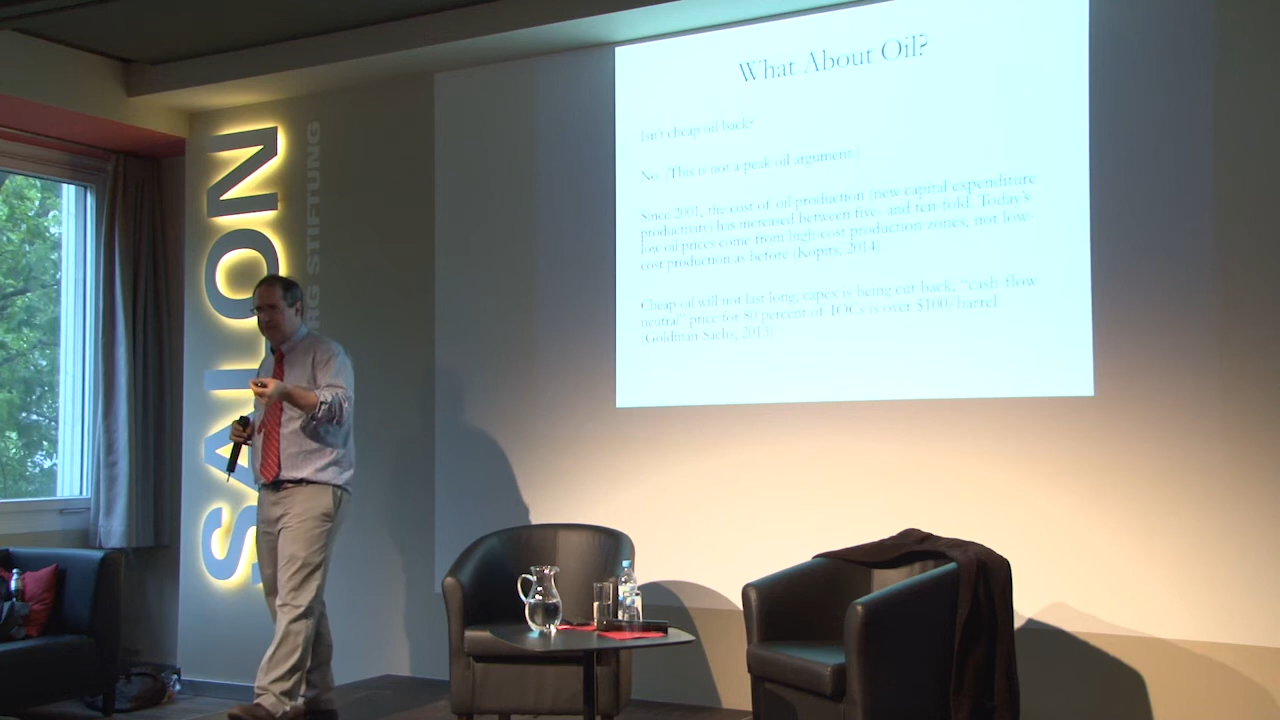 What About Oil?
Isn't cheap oil back?
No. (This is not a peak oil argument.)
Since 2001, the cost of oil production (new capital expenditure
productivity) has increased between five- and ten-fold. Today's
low oil prices come from high-cost production zones, not low-
cost production as before (Kopits, 2014).
Cheap oil will not last long; capex is being cut back; "cash-flow
neutral" price for 80 percent of IOCs is over $100/barrel
(Goldman Sachs, 2013).
SALON
RG STIFTUNG